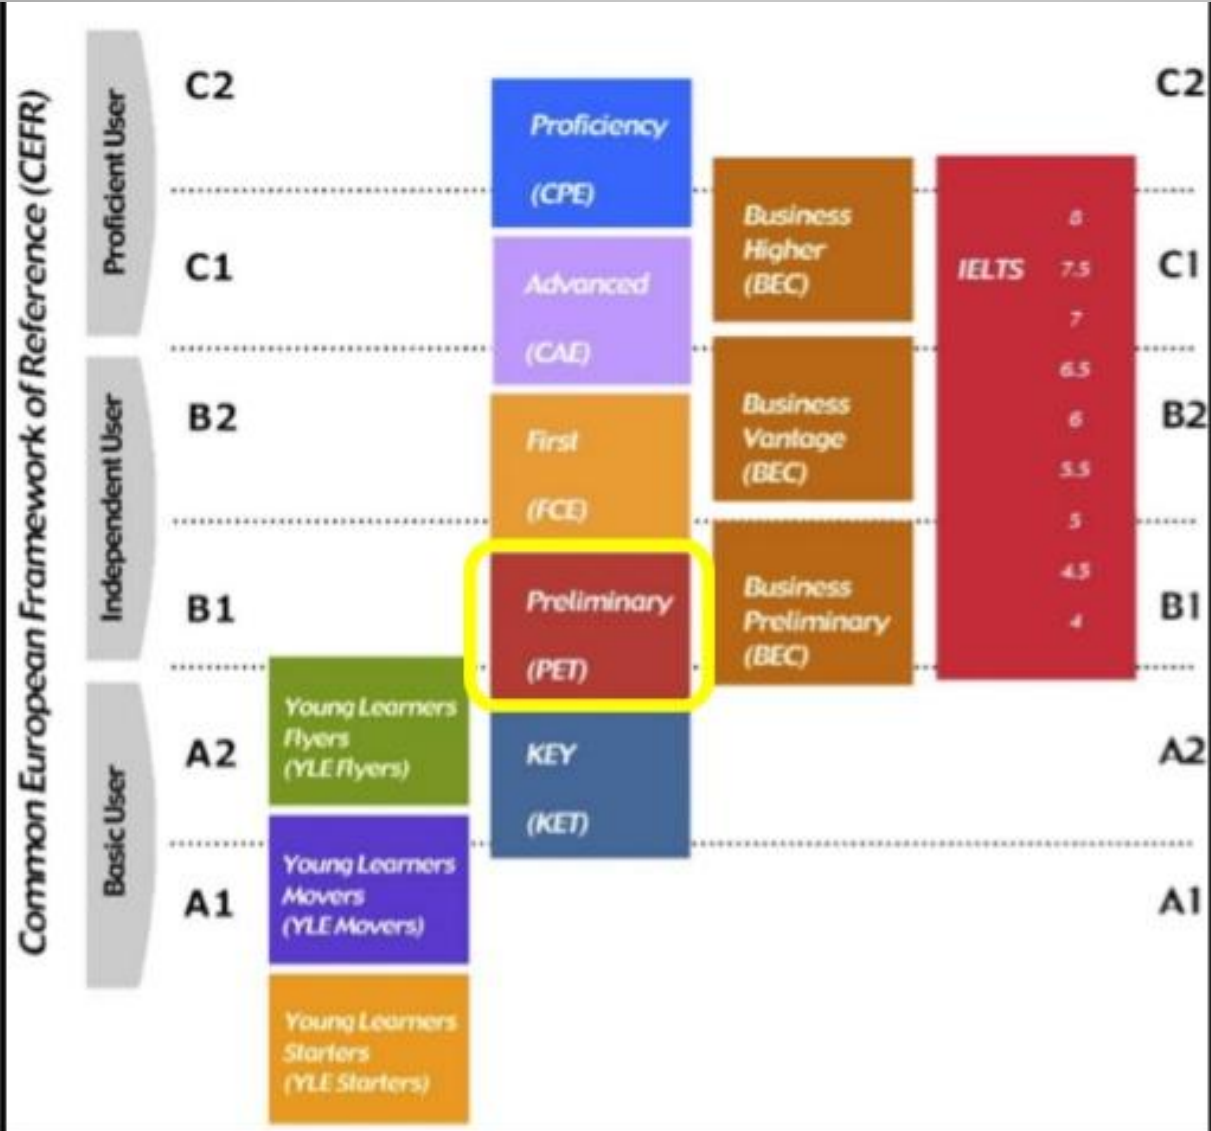 Common European Framework of Reference (CEFR)
Proficient User
Independent User
Basic User
C2
C1
B2
B1
A2
A1
Young Learners
Flyers
(YLE Flyers)
Young Learners
Movers
(YLE Movers)
Young Learners
Starters
(YLE Starters)
Proficiency
(CPE)
Advanced
(CAE)
First
(FCE)
Preliminary
(PET)
KEY
(KET)
Business
Higher
(BEC)
Business
Vantage
(BEC)
Business
Preliminary
(BEC)
IELTS
8
7.5
7
6.5
6
5.5
5
4.5
4
C2
C1
B2
B1
A2
A1